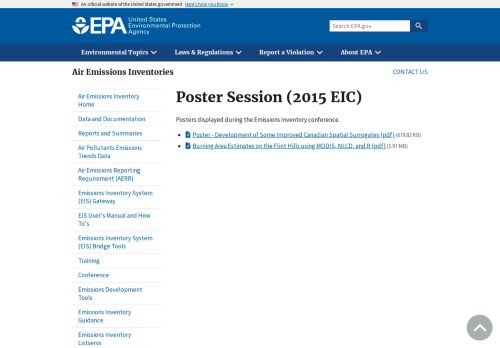 An official website of the United States government Here's how you know
EPA United States Environmental Protection Agency
Search EPA.gov
Environmental Topics
Laws & Regulations
Report a Violation
About EPA
Air Emissions Inventories
CONTACT US
Air Emissions Inventory
Home
Data and Documentation
Reports and Summaries
Air Pollutants Emissions
Trends Data
Air Emissions Reporting
Requirement (AERR)
Emissions Inventory System
(EIS) Gateway
EIS User's Manual and How
To's
Emissions Inventory System
(EIS) Bridge Tools
Training
Conference
Emissions Development
Tools
Emissions Inventory
Guidance
Emissions Inventory
Listservs
Poster Session (2015 EIC)
Posters displayed during the Emissions Inventory conference.
Poster - Development of Some Improved Canadian Spatial Surrogates (pdf) (679.82 KB)
Burning Area Estimates on the Flint Hills using MODIS, NLCD, and R (pdf) (5.97 MB)